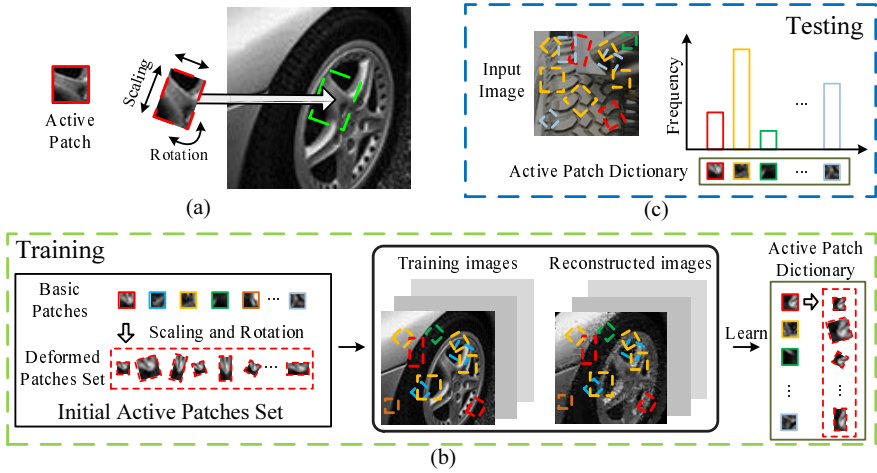 Scaling
Active
Patch
Rotation
(a)
Testing
Input
Image
Frequency
...
Active Patch Dictionary
...
(c)
Training
Basic
Patches
...
Scaling and Rotation
Deformed
Patches Set
...
Initial Active Patches Set
Training images
Reconstructed images
Learn
Active Patch
Dictionary
...
...
(b)